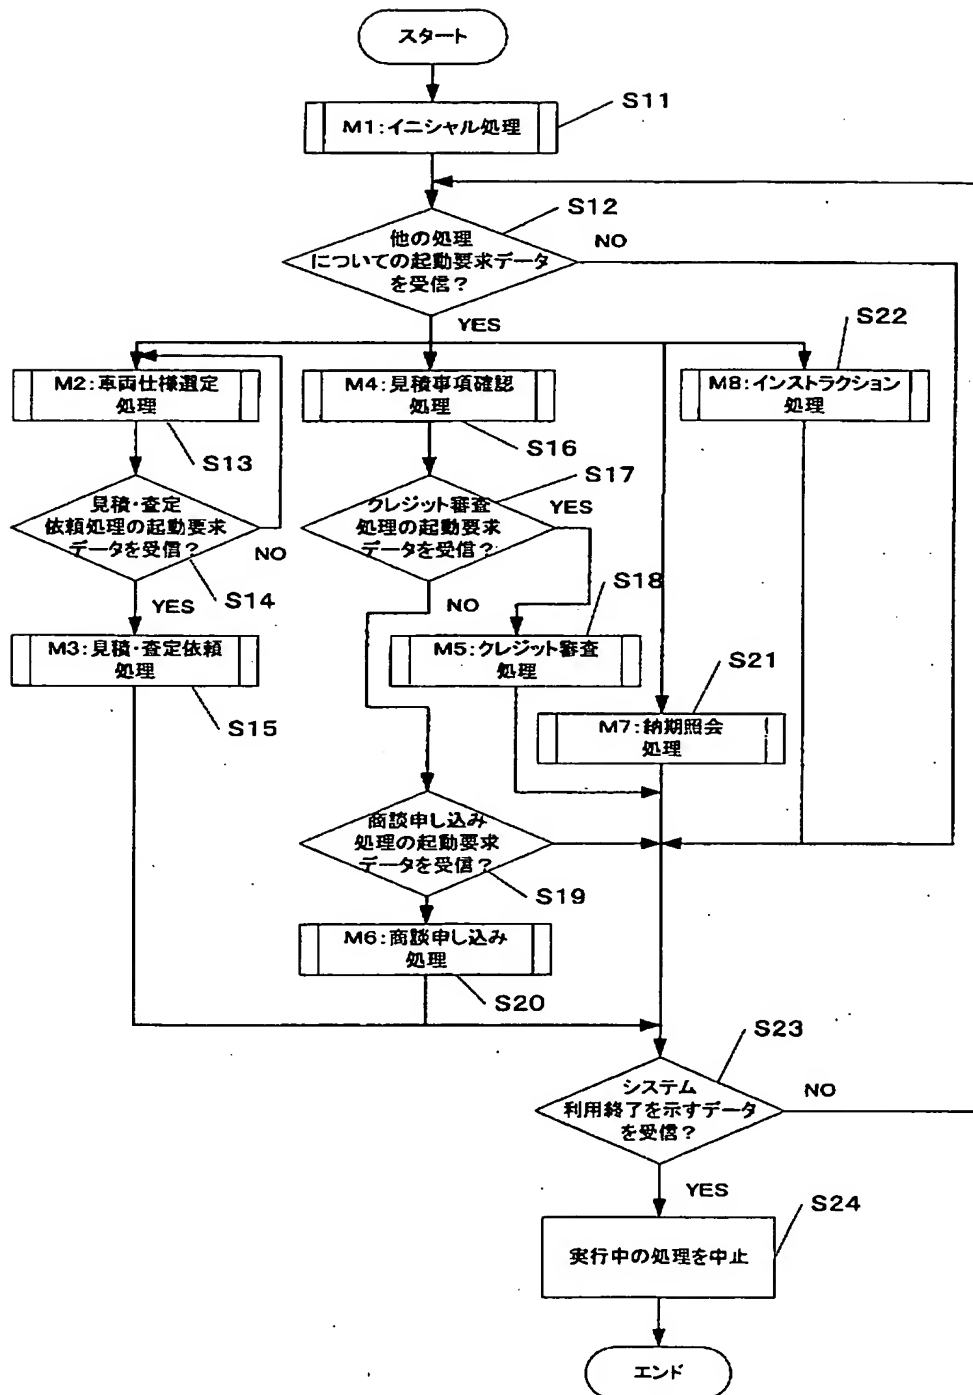 スタート
S11
M1:イニシャル処理
S12
他の処理
についての起動要求データ
を受信?
NO
YES
S22
M2:車両仕様選定
処理
M4:見積事項確認
処理
M8:インストラクション
処理
S13
S16
S17
見積・査定
依頼処理の起動要求
データを受信?
NO
クレジット審査
処理の起動要求
データを受信?
YES
S14
YES
NO
S18
M3:見積・査定依頼
処理
M5:クレジット審査
処理
S21
S15
M7:納期照会
処理
商談申し込み
処理の起動要求
データを受信?
S19
M6:商談申し込み
処理
S20
S23
システム
利用終了を示すデータ
を受信?
NO
YES
S24
実行中の処理を中止
エンド